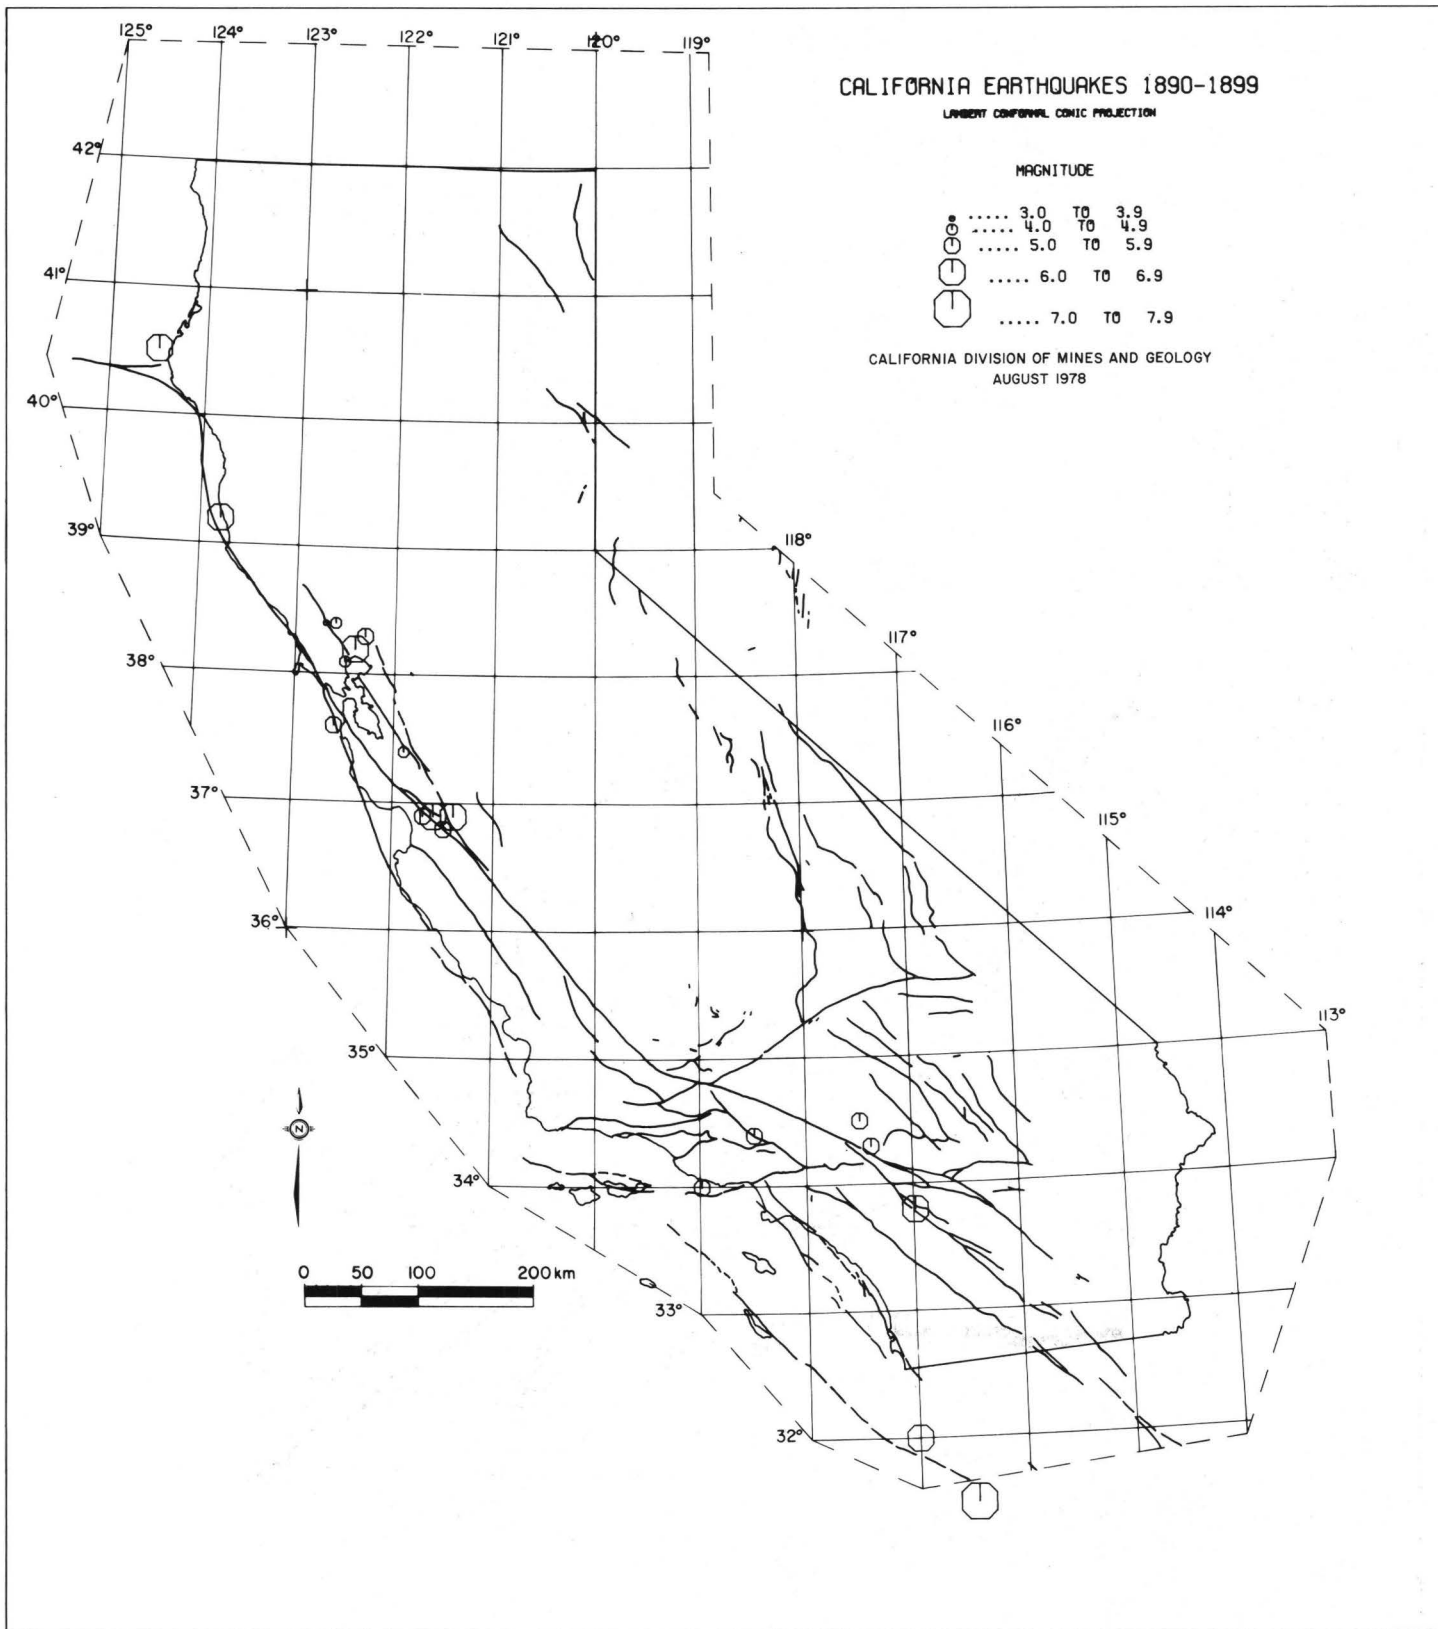 125° 124° 123° 122° 121° 120° 119°
CALIFORNIA EARTHQUAKES 1890-1899
LAMBERT CONFORMAL CONIC PROJECTION
42°
MAGNITUDE
..... 3.0 TO 3.9
..... 4.0 TO 4.9
..... 5.0 TO 5.9
..... 6.0 TO 6.9
..... 7.0 TO 7.9
41°
CALIFORNIA DIVISION OF MINES AND GEOLOGY
AUGUST 1978
40°
39°
118°
117°
38°
116°
37°
115°
36°
114°
113°
35°
N
34°
0 50 100 200 km
33°
32°